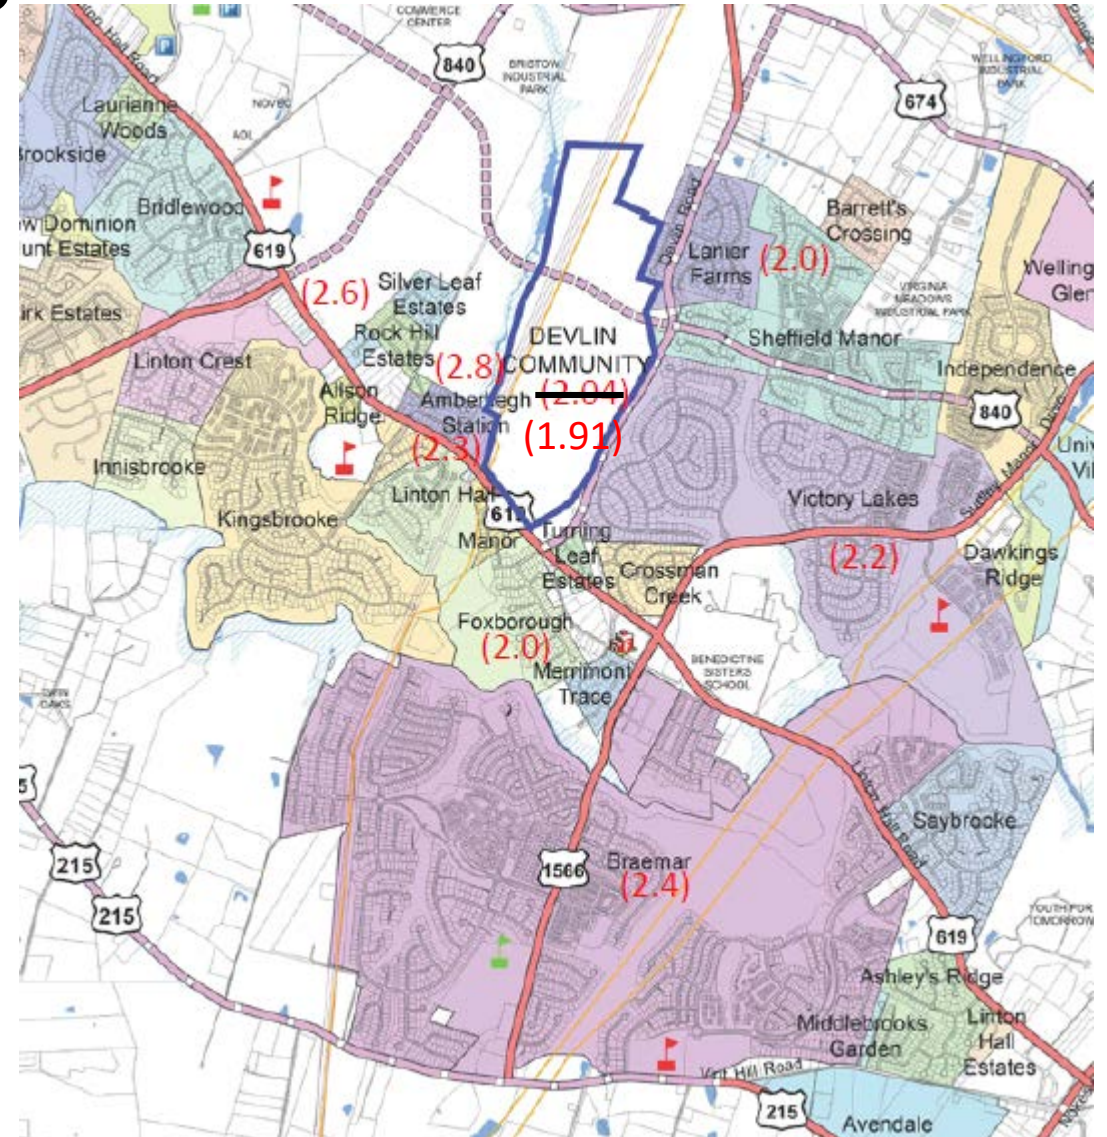 COMMERCE
CENTER
840
BRISTOW
INDUSTRIAL
PARK
WELLINGFORD
INDUSTRIAL
PARK
674
Laurianne
Woods
NOVEC
AOL
Brookside
Bridlewood
619
Dominion
Hunt Estates
Devlin Road
Lanier
Farms
(2.0)
Barrett's
Crossing
VIRGINIA
MEADOWS
INDUSTRIAL PARK
Silver Leaf
Estates
(2.6)
Rock Hill
Estates
(2.8)
DEVLIN
COMMUNITY
(2.04)
(1.91)
Sheffield Manor
Independence
840
Linton Crest
Alison
Ridge
Amberleigh
Station
(2.3)
Innisbrooke
Kingsbrooke
Linton Hall
Manor
619
Turning
Leaf
Estates
Crossman
Creek
Victory Lakes
(2.2)
Sudley Manor Drive
Dawkings
Ridge
Foxborough
(2.0)
Merrimont
Trace
BENEDICTINE
SISTERS
SCHOOL
215
215
1566
Braemar
(2.4)
Linton Hall Road
Saybrooke
619
YOUTH FOR
TOMORROW
Ashley's Ridge
Middlebrooks
Garden
Linton
Hall
Estates
Vint Hill Road
215
Avendale